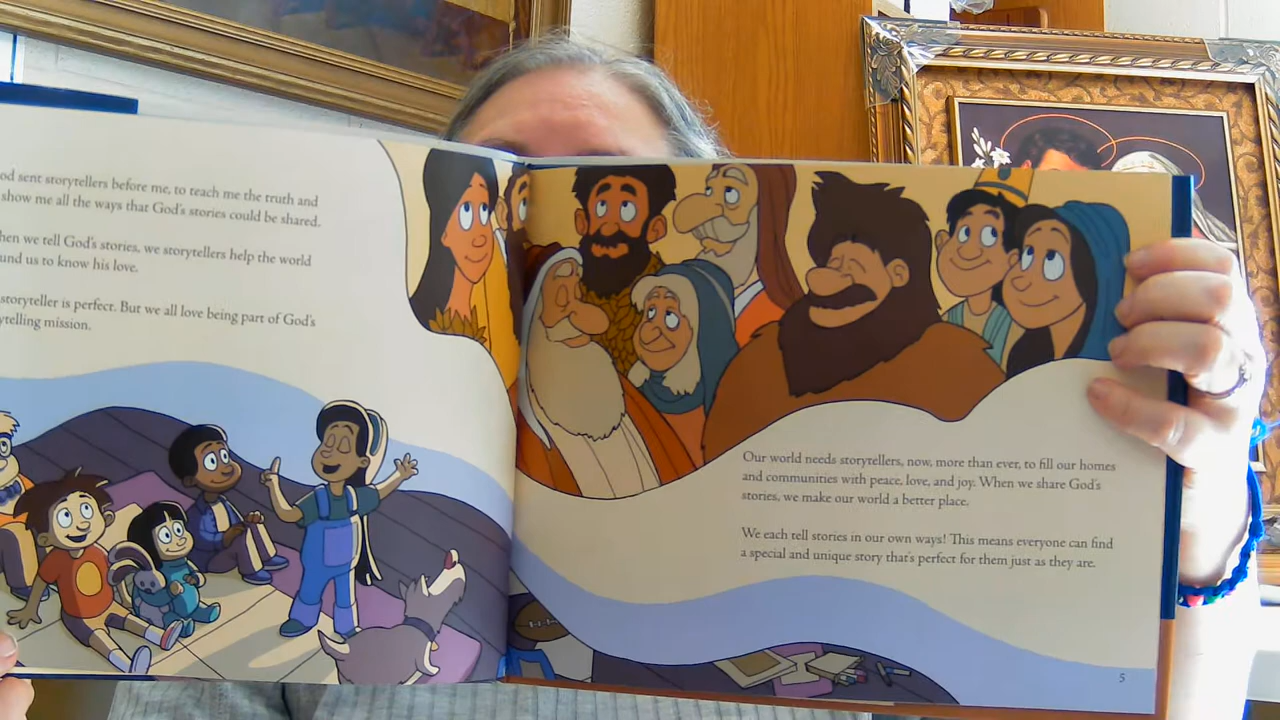 sent storytellers before me, to teach me the truth and
show me all the ways that God's stories could be shared.
we tell God's stories, we storytellers help the world
us to know his love.
storyteller is perfect. But we all love being part of God's
mission.
Our world needs storytellers, now, more than ever, to fill our homes
and communities with peace, love, and joy. When we share God's
stories, we make our world a better place.
We each tell stories in our own ways! This means everyone can find
a special and unique story that's perfect for them just as they are.
5